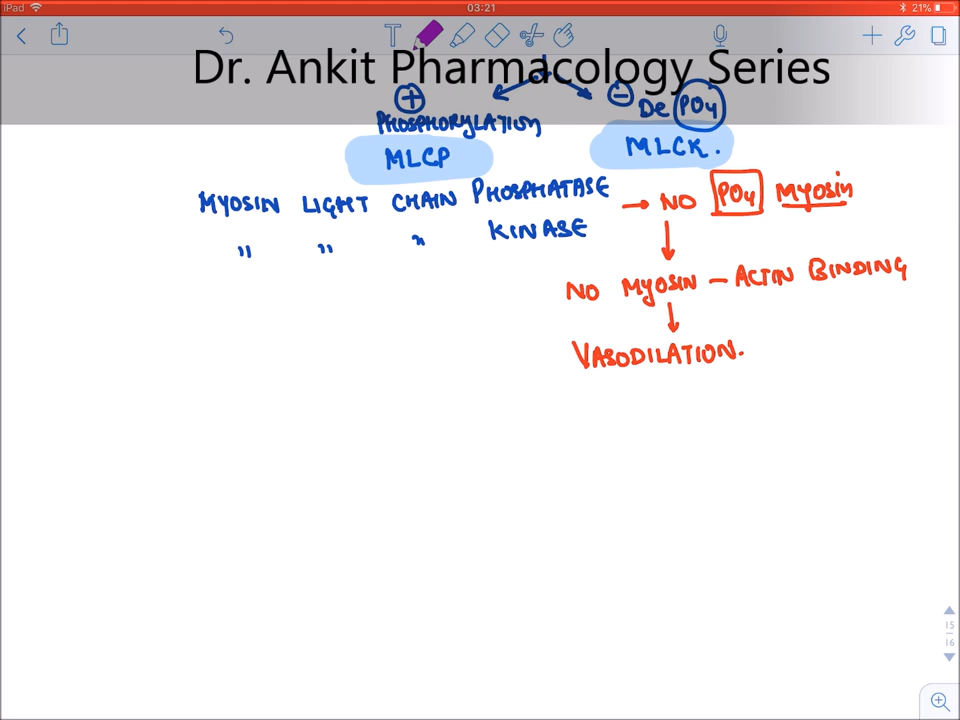 iPad 03:21 21%
T
Dr. Ankit Pharmacology Series
+ − De PO4
PHOSPHORYLATION
MLCP MLCK.
MYOSIN LIGHT CHAIN PHOSPHATASE → NO PO4 Myosin
" " " KINASE
NO MYOSIN – ACTIN BINDING
VASODILATION.
15
16